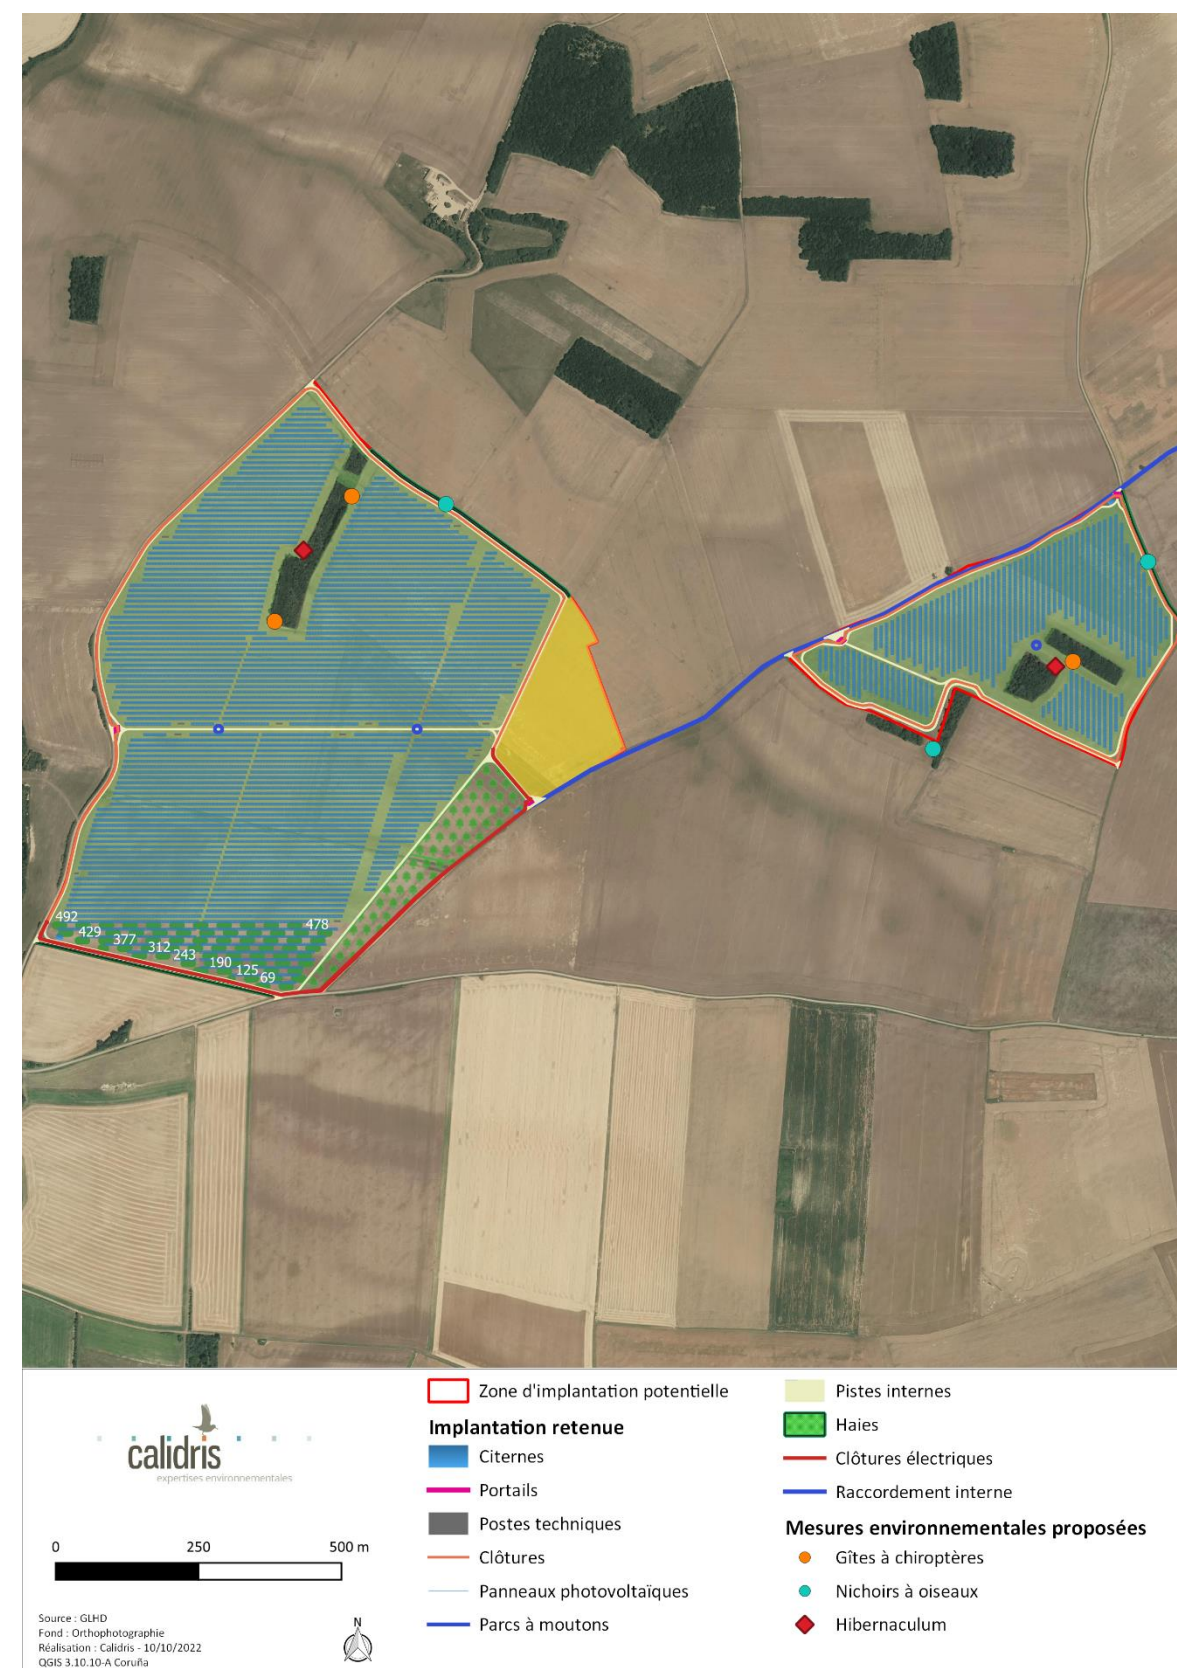 492
478
429
377
312
243
190
125
69
calidris
expertises environnementales
0 250 500 m
Source : GLHD
Fond : Orthophotographie
Réalisation : Calidris - 10/10/2022
QGIS 3.10.10-A Coruña
N
Zone d'implantation potentielle
Implantation retenue
Citernes
Portails
Postes techniques
Clôtures
Panneaux photovoltaïques
Parcs à moutons
Pistes internes
Haies
Clôtures électriques
Raccordement interne
Mesures environnementales proposées
Gîtes à chiroptères
Nichoirs à oiseaux
Hibernaculum